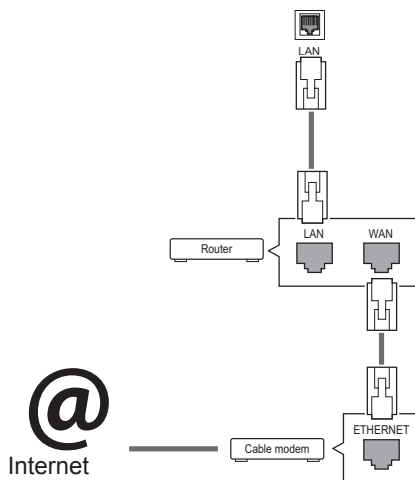 LAN
LAN WAN
Router
ETHERNET
@
Internet
Cable modem